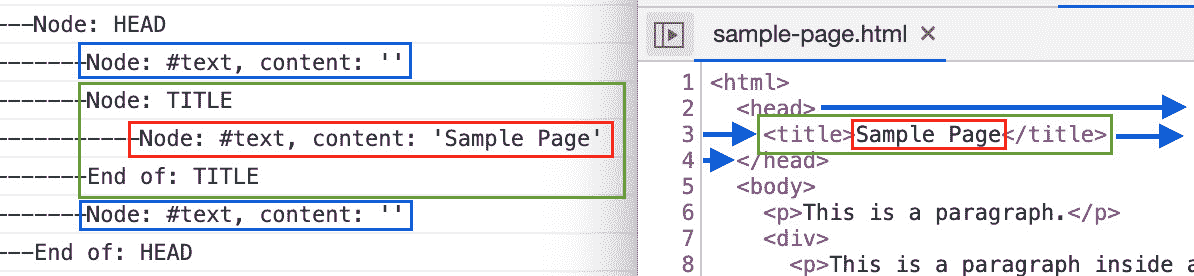 ---Node: HEAD
-------Node: #text, content: ''
-------Node: TITLE
-----------Node: #text, content: 'Sample Page'
-------End of: TITLE
-------Node: #text, content: ''
---End of: HEAD
sample-page.html ×
1 <html>
2 <head>
3 <title>Sample Page</title>
4 </head>
5 <body>
6 <p>This is a paragraph.</p>
7 <div>
8 <p>This is a paragraph inside a